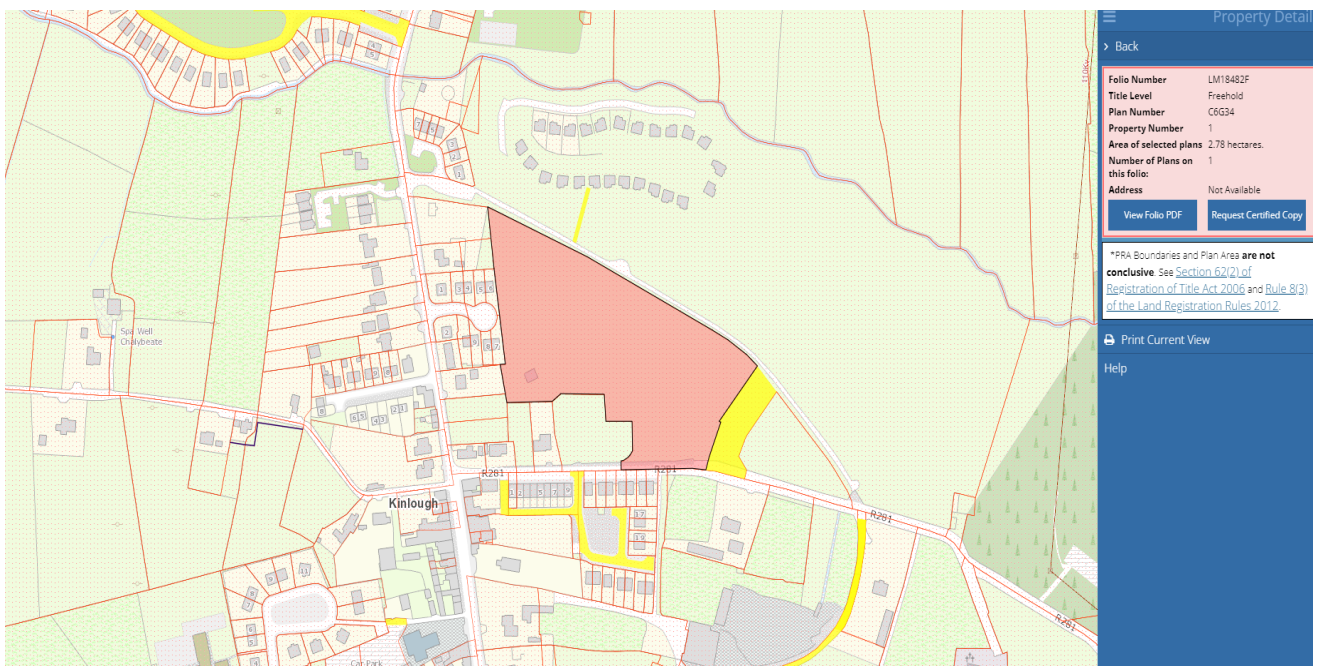 Property Detail
Back
Folio Number LM18482F
Title Level Freehold
Plan Number C6G34
Property Number 1
Area of selected plans 2.78 hectares.
Number of Plans on this folio: 1
Address Not Available
View Folio PDF
Request Certified Copy
*PRA Boundaries and Plan Area are not
conclusive. See Section 62(2) of
Registration of Title Act 2006 and Rule 8(3)
of the Land Registration Rules 2012.
Print Current View
Help
Spa Well
Chalybeate
R281
R281
Kinlough
R281
R281
Car Park